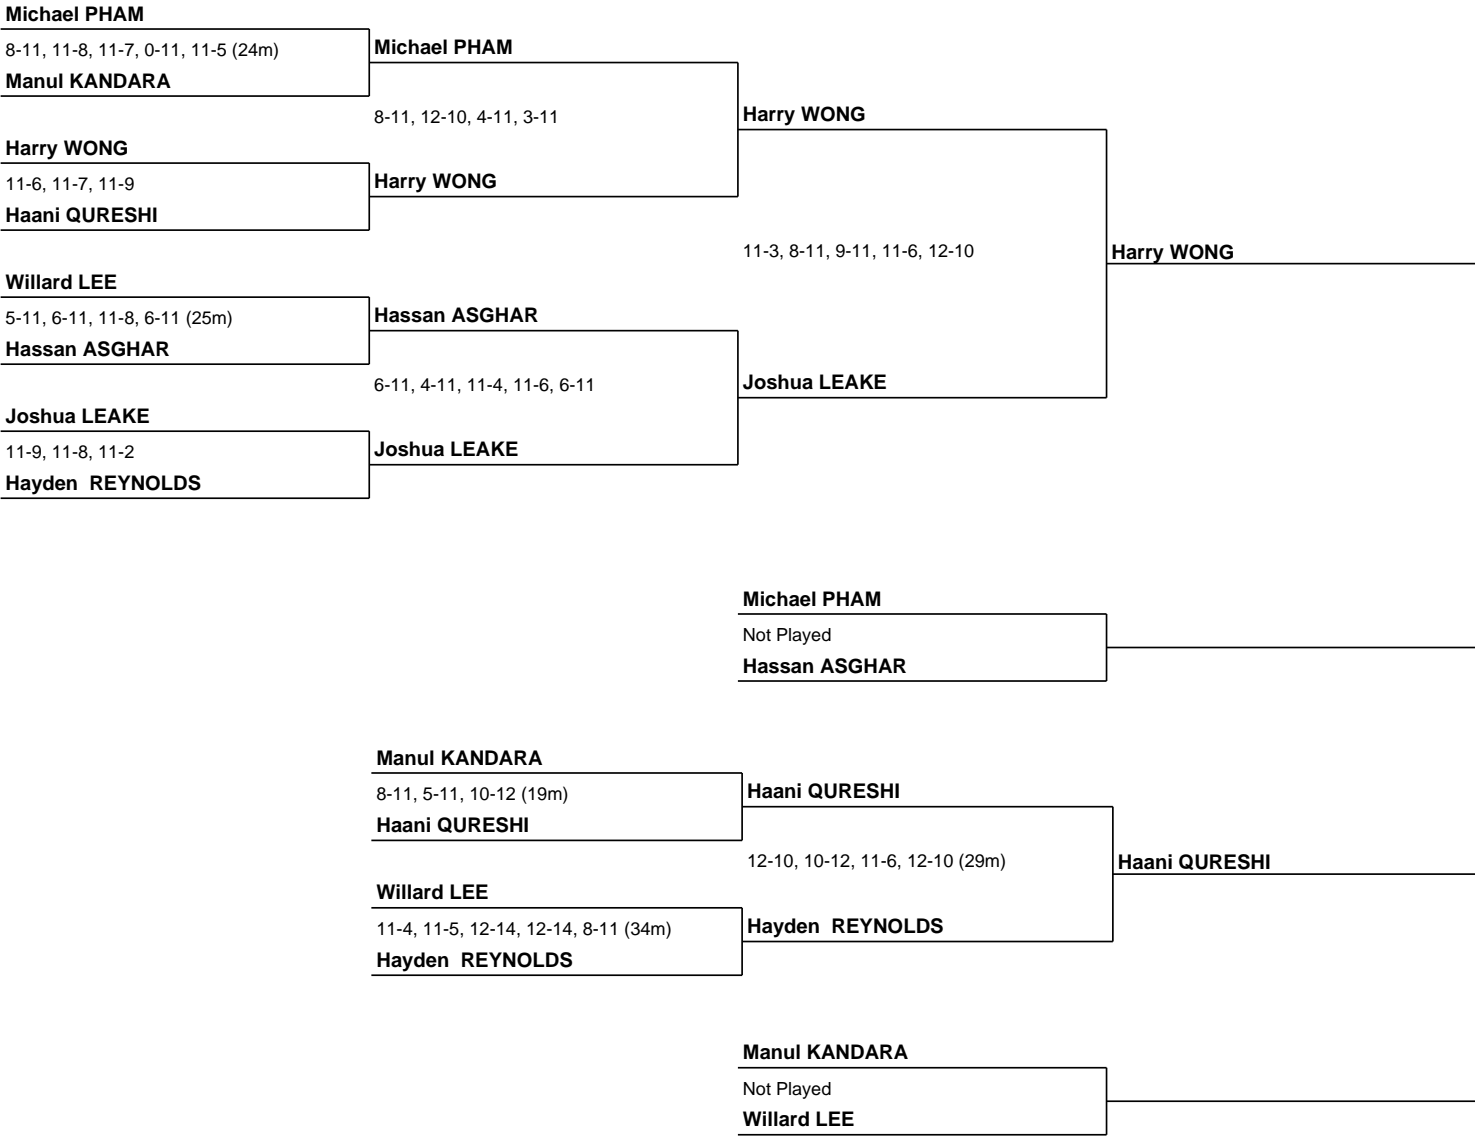 Michael PHAM
8-11, 11-8, 11-7, 0-11, 11-5 (24m)
Manul KANDARA
Harry WONG
11-6, 11-7, 11-9
Haani QURESHI
Willard LEE
5-11, 6-11, 11-8, 6-11 (25m)
Hassan ASGHAR
Joshua LEAKE
11-9, 11-8, 11-2
Hayden  REYNOLDS
Michael PHAM
8-11, 12-10, 4-11, 3-11
Harry WONG
Hassan ASGHAR
6-11, 4-11, 11-4, 11-6, 6-11
Joshua LEAKE
Harry WONG
11-3, 8-11, 9-11, 11-6, 12-10
Joshua LEAKE
Harry WONG
Michael PHAM
Not Played
Hassan ASGHAR
Manul KANDARA
8-11, 5-11, 10-12 (19m)
Haani QURESHI
Willard LEE
11-4, 11-5, 12-14, 12-14, 8-11 (34m)
Hayden  REYNOLDS
Haani QURESHI
12-10, 10-12, 11-6, 12-10 (29m)
Hayden  REYNOLDS
Haani QURESHI
Manul KANDARA
Not Played
Willard LEE